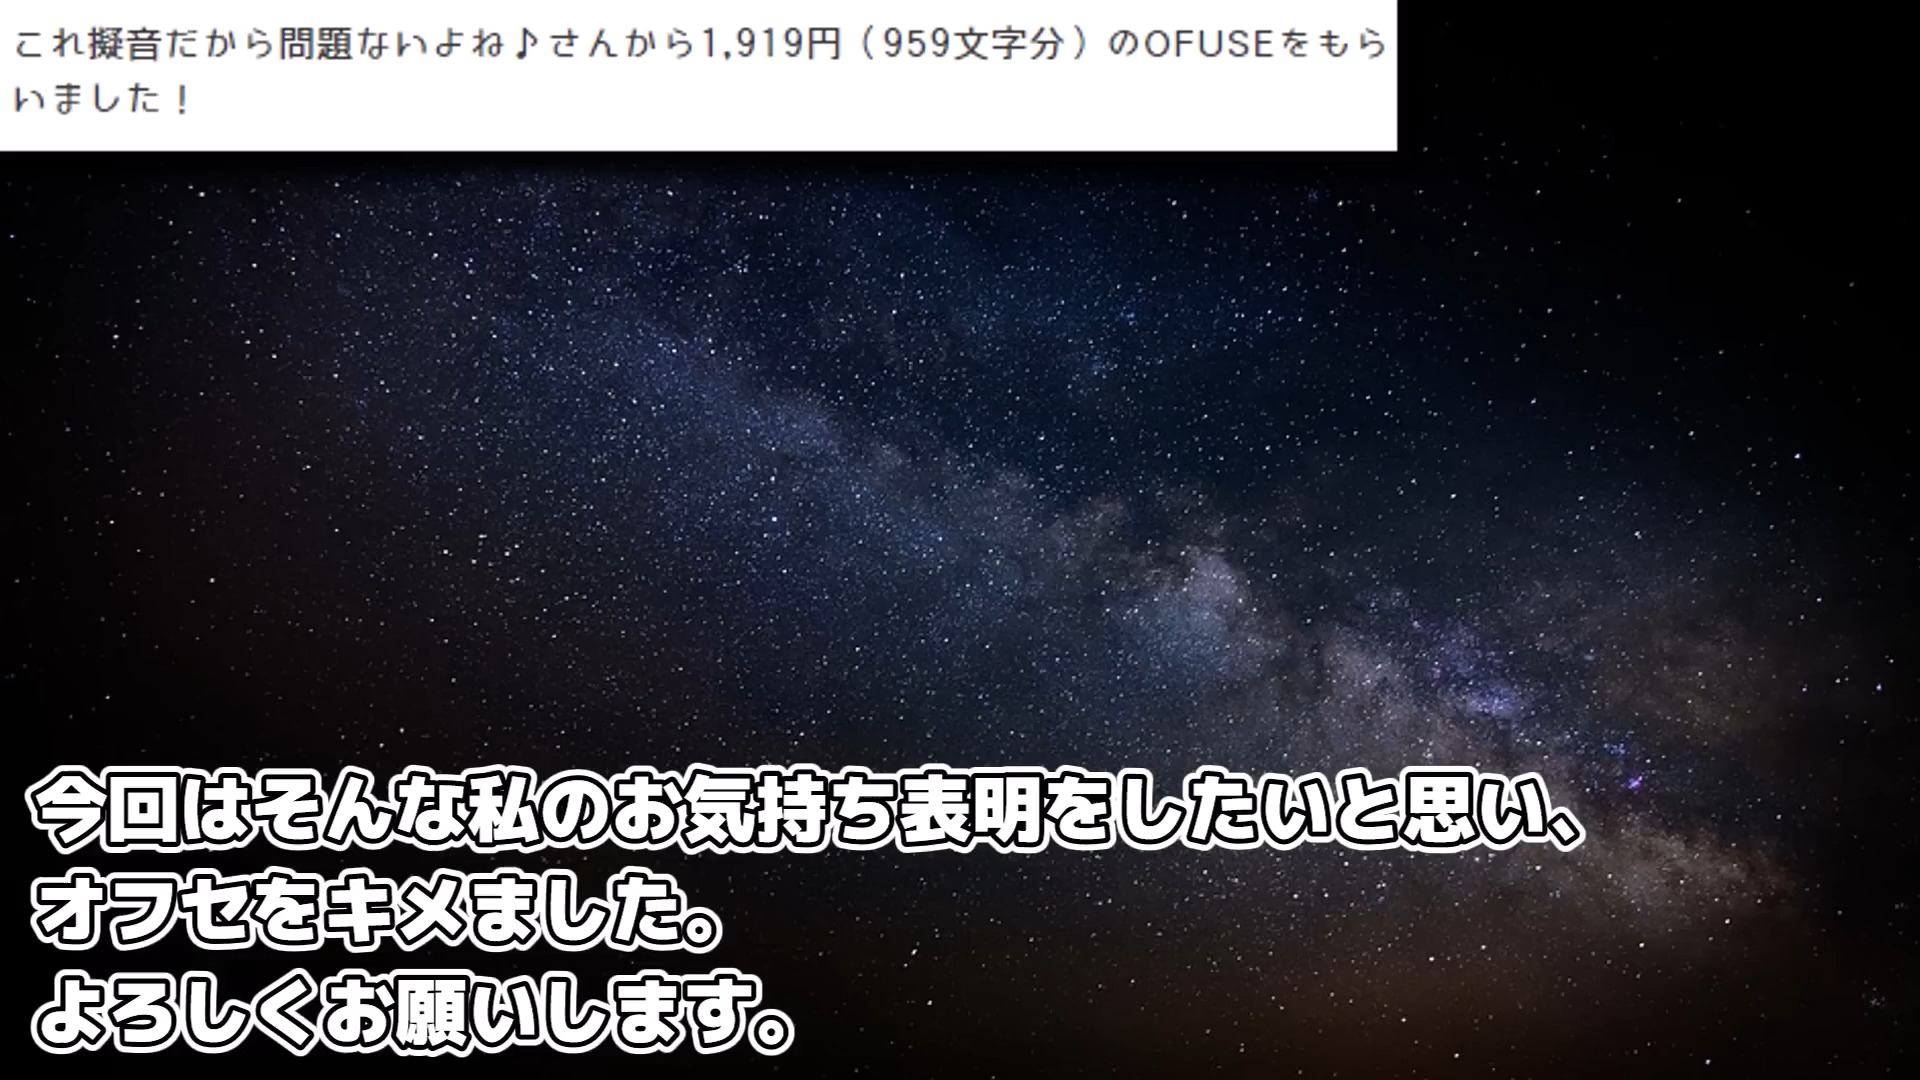 これ擬音だから問題ないよね♪さんから1,919円（959文字分）のOFUSEをもら
いました！
今回はそんな私のお気持ち表明をしたいと思い、
オフセをキメました。
よろしくお願いします。